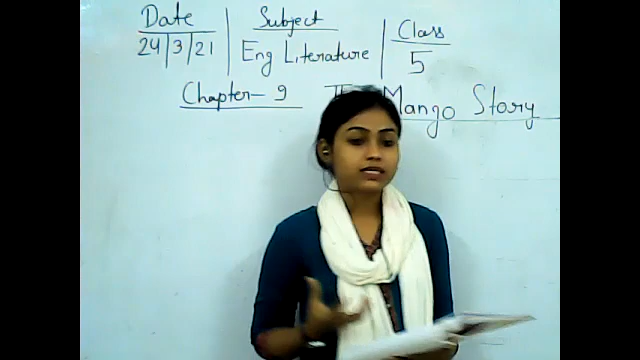 Date Subject Class
24/3/21 Eng Literature 5
Chapter- 9 Mango Story